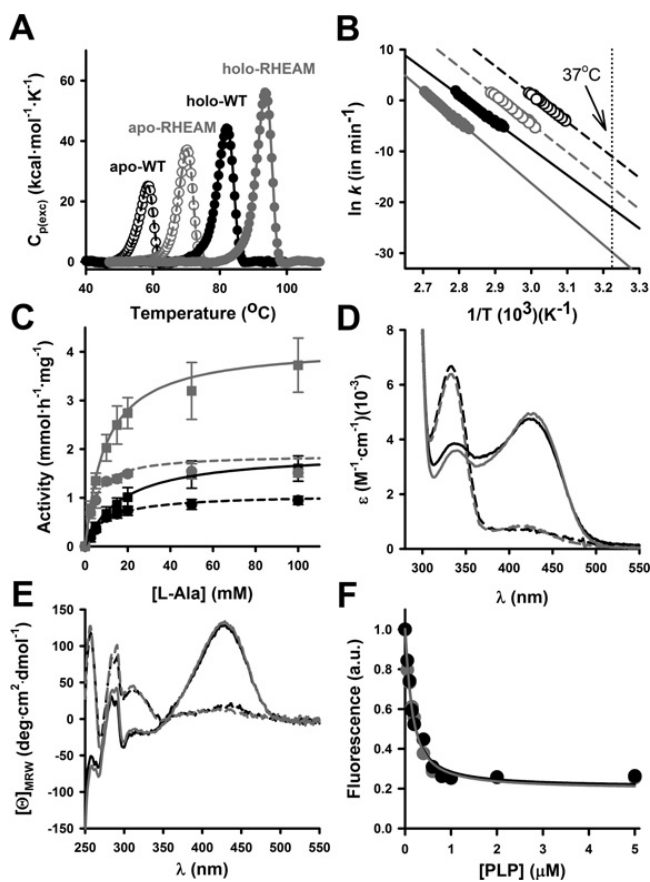 A
holo-RHEAM
holo-WT
apo-RHEAM
apo-WT
Cp(exc) (kcal·mol-1·K-1)
60
40
20
0
40 60 80 100
Temperature (oC)
B
37oC
ln k (in min-1)
10
0
-10
-20
-30
2.7 2.8 2.9 3.0 3.1 3.2 3.3
1/T (103)(K-1)
C
Activity (mmol·h-1·mg-1)
4
3
2
1
0
0 20 40 60 80 100
[L-Ala] (mM)
D
ε (M-1·cm-1)(10-3)
8
6
4
2
0
300 350 400 450 500 550
λ (nm)
E
[Θ]MRW (deg·cm2·dmol-1)
150
100
50
0
-50
-100
-150
250 300 350 400 450 500 550
λ (nm)
F
Fluorescence (a.u.)
1.0
0.8
0.6
0.4
0.2
0.0
0 1 2 3 4 5
[PLP] (μM)